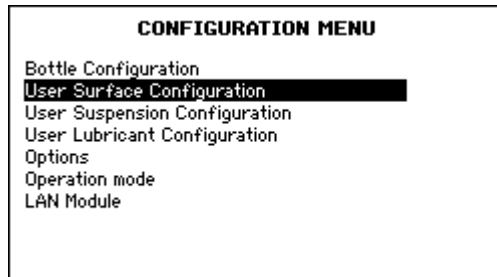 CONFIGURATION MENU
Bottle Configuration
User Surface Configuration
User Suspension Configuration
User Lubricant Configuration
Options
Operation mode
LAN Module